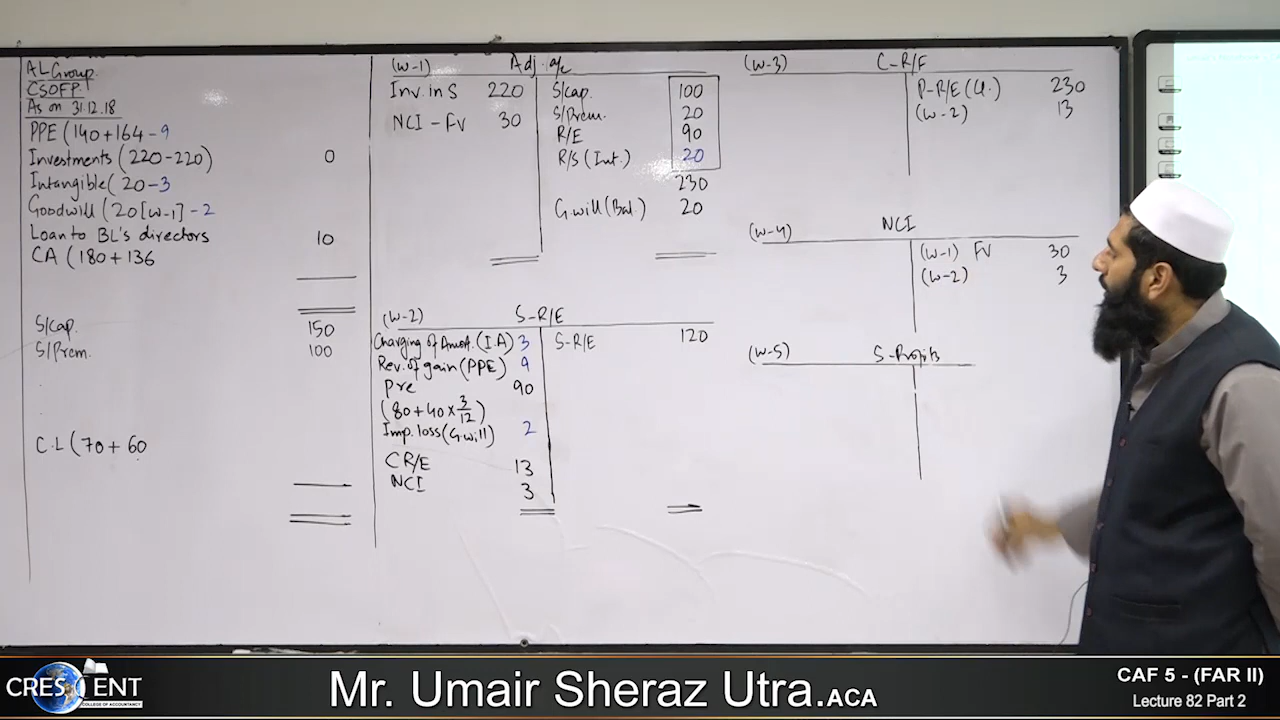 AL Group
CSOFP
As on 31.12.18
PPE (140+164-9
Investments (220-220) 0
Intangible (20-3
Goodwill (20[W-1]-2
Loan to BL's directors 10
CA (180+136
S/cap. 150
S/Prem. 100
C.L (70+60
(W-1) Adj. a/c
Inv. in S 220 S/cap. 100
NCI - FV 30 S/Prem. 20
R/E 90
R/S (Int.) 20
230
G.will (Bal.) 20
(W-2) S-R/E
Charging of Amort. (I.A) 3 S-R/E 120
Rev. of gain (PPE) 9
Pre 90
(80+40×3/12)
Imp. loss (G.will) 2
CR/E 13
NCI 3
(W-3) C-R/E
P-R/E (U.) 230
(W-2) 13
(W-4) NCI
(W-1) FV 30
(W-2) 3
(W-5) S-Profits
CRESCENT
COLLEGE OF ACCOUNTANCY
Mr. Umair Sheraz Utra.ACA
CAF 5 - (FAR II)
Lecture 82 Part 2